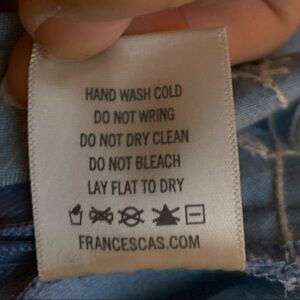 HAND WASH COLD
DO NOT WRING
DO NOT DRY CLEAN
DO NOT BLEACH
LAY FLAT TO DRY
FRANCESCAS.COM